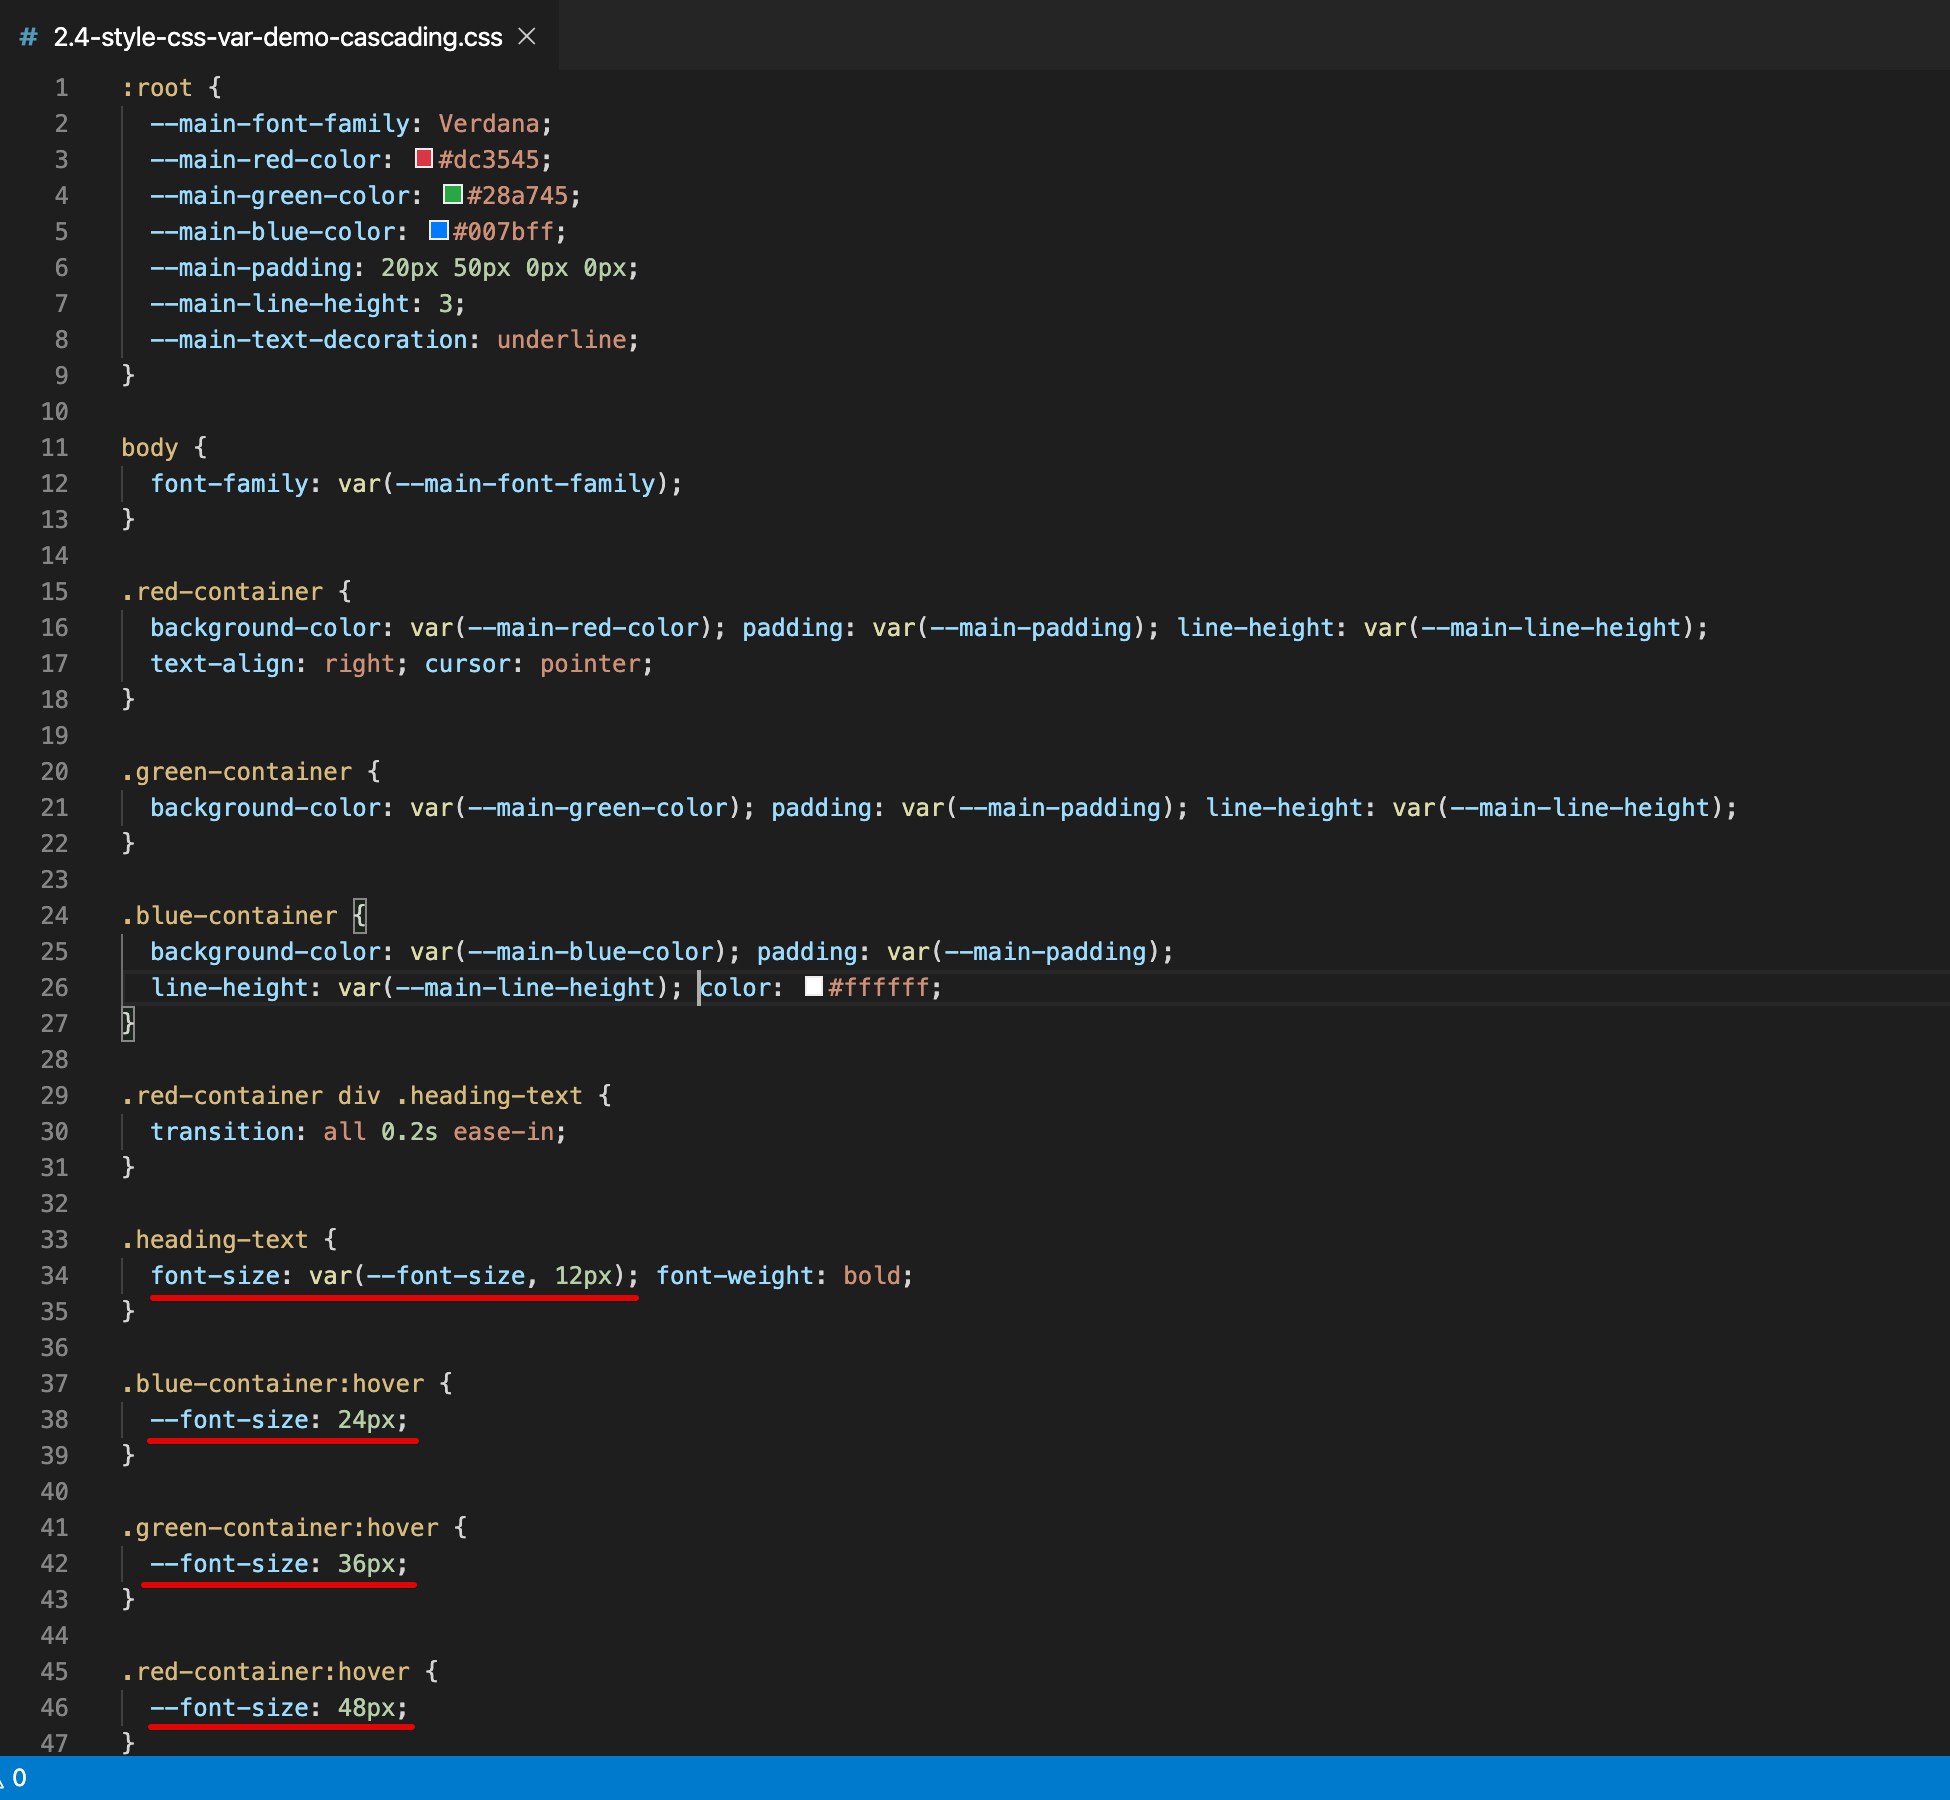 # 2.4-style-css-var-demo-cascading.css ×
1 :root {
2   --main-font-family: Verdana;
3   --main-red-color: #dc3545;
4   --main-green-color: #28a745;
5   --main-blue-color: #007bff;
6   --main-padding: 20px 50px 0px 0px;
7   --main-line-height: 3;
8   --main-text-decoration: underline;
9 }
10
11 body {
12   font-family: var(--main-font-family);
13 }
14
15 .red-container {
16   background-color: var(--main-red-color); padding: var(--main-padding); line-height: var(--main-line-height);
17   text-align: right; cursor: pointer;
18 }
19
20 .green-container {
21   background-color: var(--main-green-color); padding: var(--main-padding); line-height: var(--main-line-height);
22 }
23
24 .blue-container {
25   background-color: var(--main-blue-color); padding: var(--main-padding);
26   line-height: var(--main-line-height); color: #ffffff;
27 }
28
29 .red-container div .heading-text {
30   transition: all 0.2s ease-in;
31 }
32
33 .heading-text {
34   font-size: var(--font-size, 12px); font-weight: bold;
35 }
36
37 .blue-container:hover {
38   --font-size: 24px;
39 }
40
41 .green-container:hover {
42   --font-size: 36px;
43 }
44
45 .red-container:hover {
46   --font-size: 48px;
47 }
0